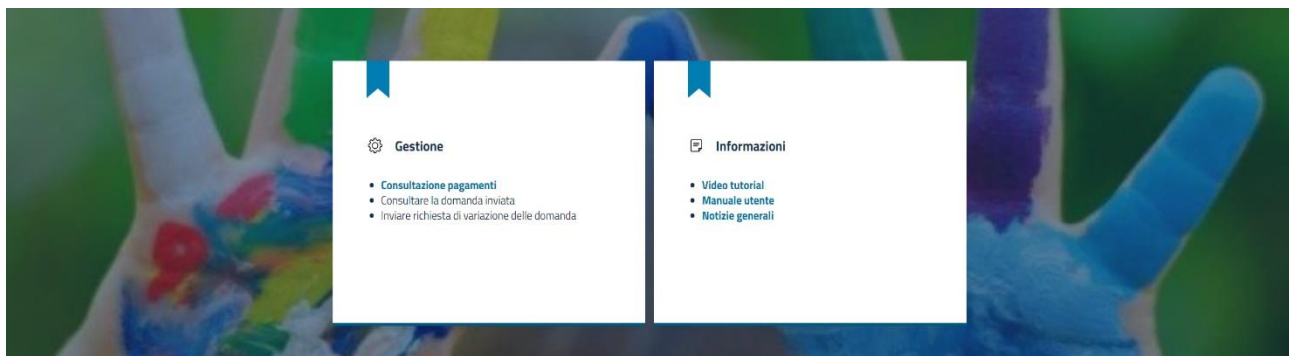 Gestione
Consultazione pagamenti
Consultare la domanda inviata
Inviare richiesta di variazione delle domanda
Informazioni
Video tutorial
Manuale utente
Notizie generali